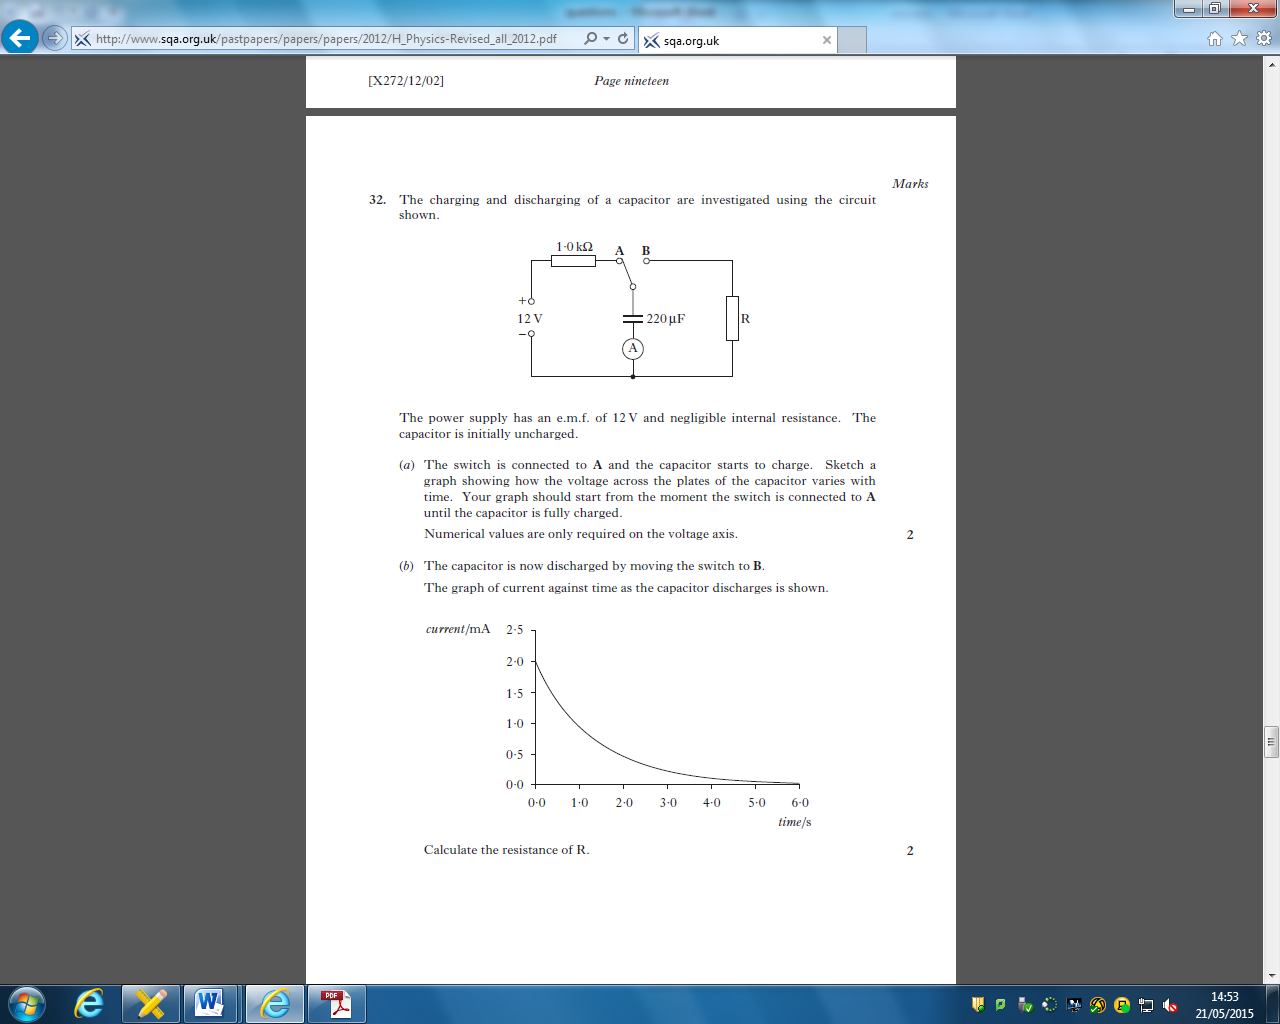 http://www.sqa.org.uk/pastpapers/papers/papers/2012/H_Physics-Revised_all_2012.pdf
sqa.org.uk
[X272/12/02]
Page nineteen
Marks
32. The charging and discharging of a capacitor are investigated using the circuit
shown.
1·0 kΩ
A B
+
12 V
−
220 µF
R
A
The power supply has an e.m.f. of 12 V and negligible internal resistance. The
capacitor is initially uncharged.
(a) The switch is connected to A and the capacitor starts to charge. Sketch a
graph showing how the voltage across the plates of the capacitor varies with
time. Your graph should start from the moment the switch is connected to A
until the capacitor is fully charged.
Numerical values are only required on the voltage axis. 2
(b) The capacitor is now discharged by moving the switch to B.
The graph of current against time as the capacitor discharges is shown.
current/mA
2·5
2·0
1·5
1·0
0·5
0·0
0·0 1·0 2·0 3·0 4·0 5·0 6·0
time/s
Calculate the resistance of R. 2
PDF
14:53
21/05/2015